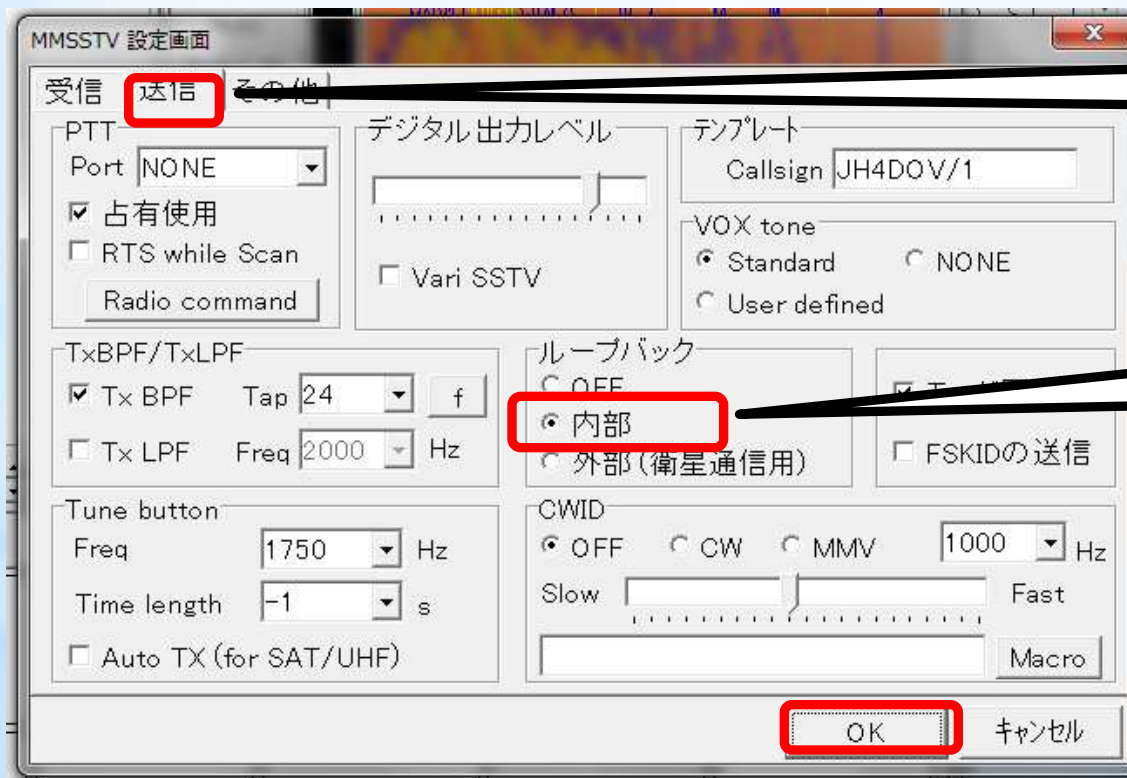 MMSSTV 設定画面
受信 送信 その他
PTT
Port NONE
占有使用
RTS while Scan
Radio command
デジタル出力レベル
Vari SSTV
テンプレート
Callsign JH4DOV/1
VOX tone
Standard NONE
User defined
TxBPF/TxLPF
Tx BPF Tap 24 f
Tx LPF Freq 2000 Hz
ループバック
OFF
内部
外部(衛星通信用)
FSKIDの送信
Tune button
Freq 1750 Hz
Time length -1 s
Auto TX (for SAT/UHF)
CWID
OFF CW MMV 1000 Hz
Slow Fast
Macro
OK キャンセル